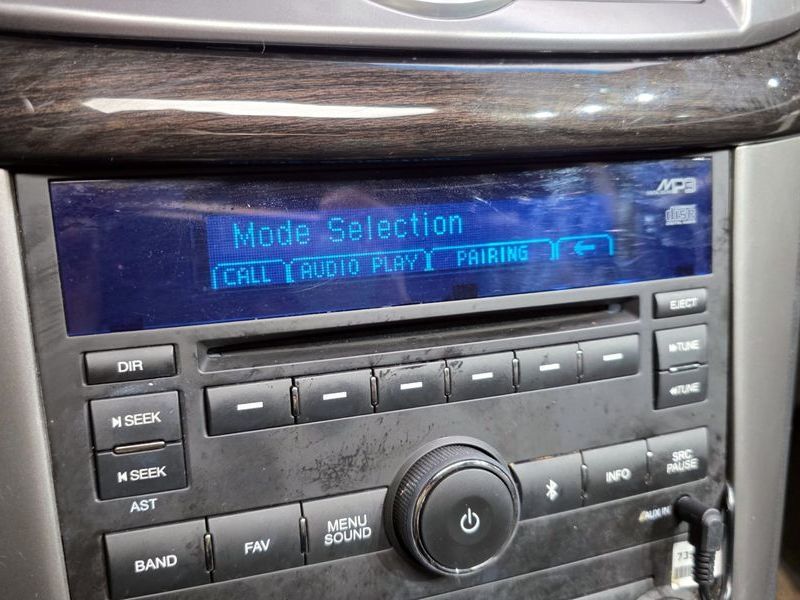 MP3
Mode Selection
disc
CALL AUDIO PLAY PAIRING ←
EJECT
DIR
TUNE
SEEK
TUNE
SEEK
AST
SRC
PAUSE
INFO
MENU
SOUND
FAV
BAND
AUX IN